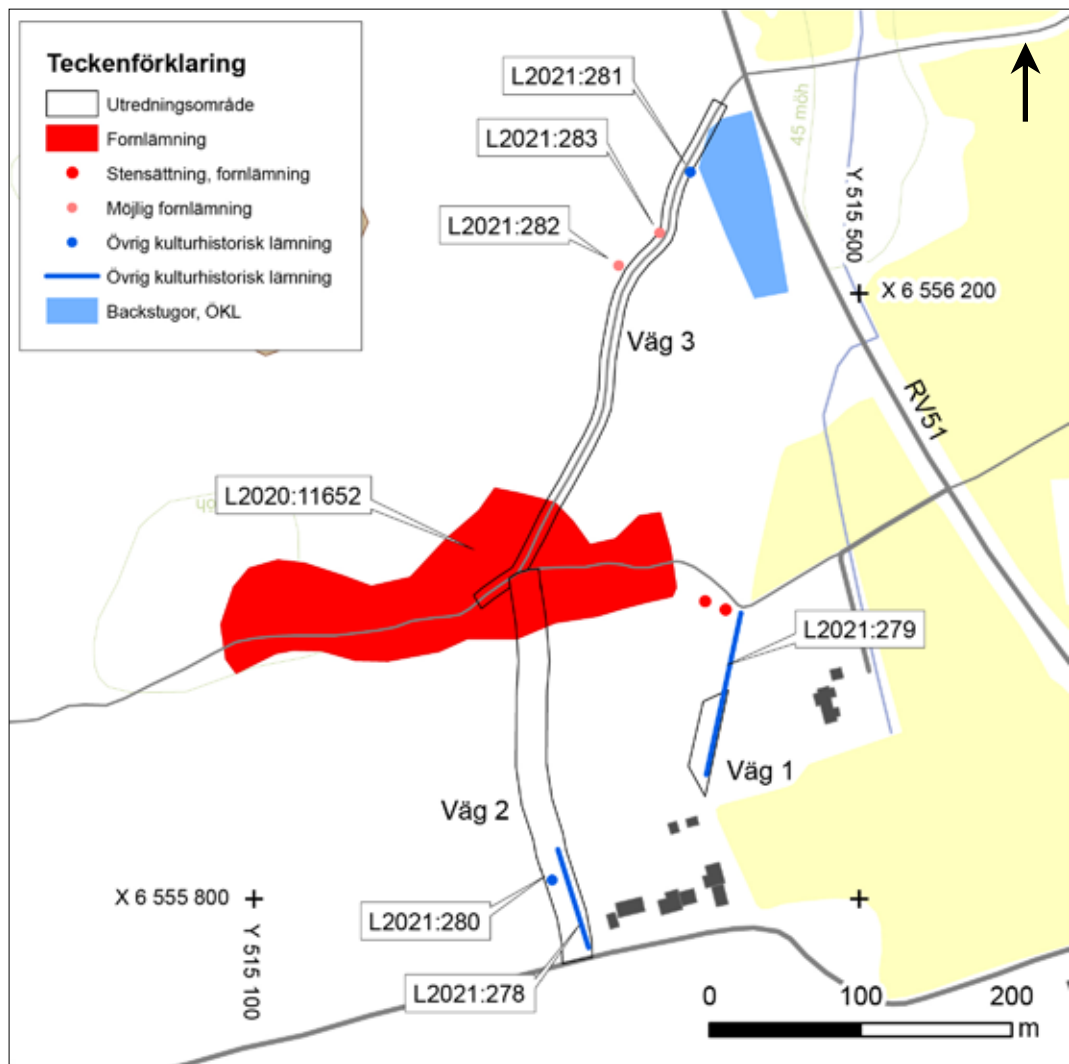 Teckenförklaring
Utredningsområde
Fornlämning
Stensättning, fornlämning
Möjlig fornlämning
Övrig kulturhistorisk lämning
Övrig kulturhistorisk lämning
Backstugor, ÖKL
L2021:281
L2021:283
L2021:282
45 möh
Y 515 500
X 6 556 200
Väg 3
RV51
L2020:11652
L2021:279
Väg 1
Väg 2
X 6 555 800
Y 515 100
L2021:280
L2021:278
0 100 200
m